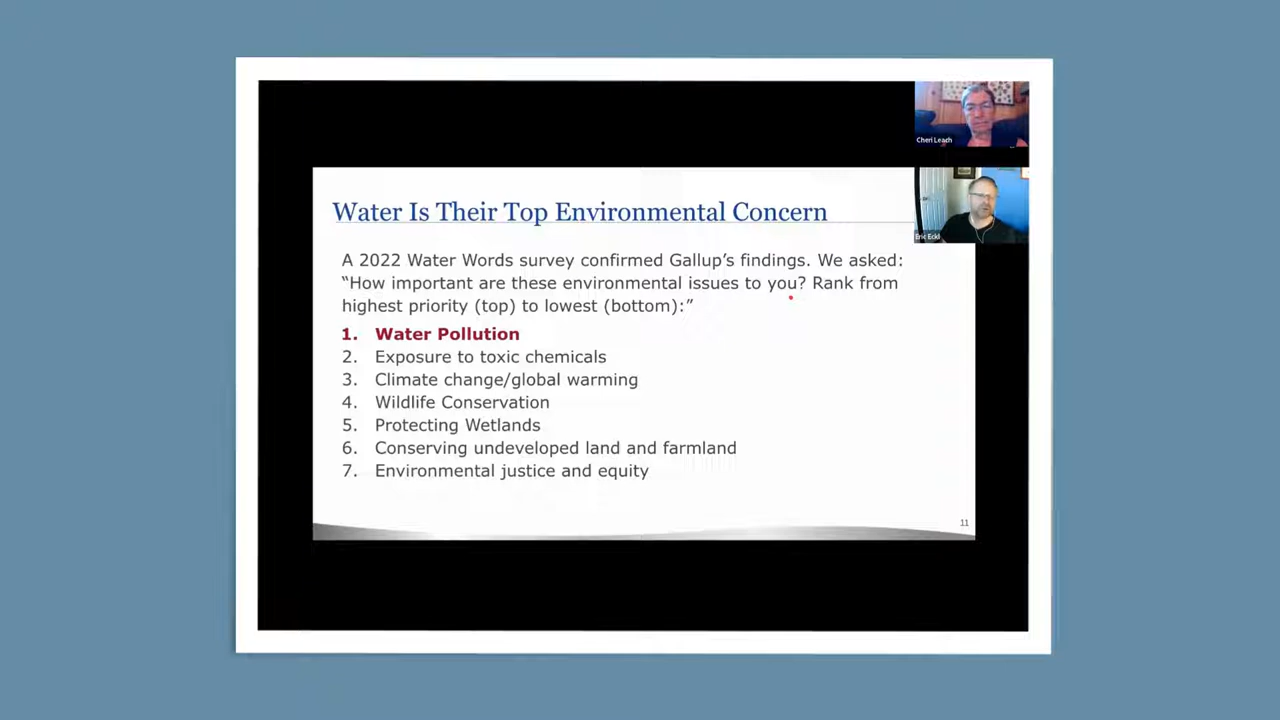 Cheri Leach
Water Is Their Top Environmental Concern
Eric Eckl
A 2022 Water Words survey confirmed Gallup's findings. We asked:
“How important are these environmental issues to you? Rank from
highest priority (top) to lowest (bottom):”
1. Water Pollution
2. Exposure to toxic chemicals
3. Climate change/global warming
4. Wildlife Conservation
5. Protecting Wetlands
6. Conserving undeveloped land and farmland
7. Environmental justice and equity
11